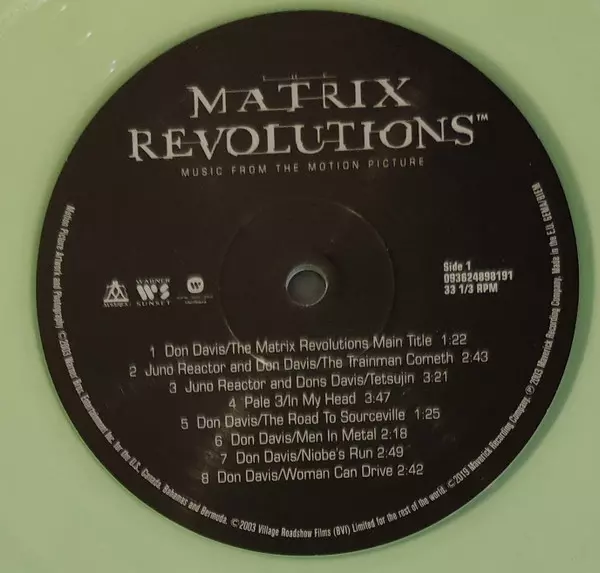 THE
MATRIX
REVOLUTIONS™
MUSIC FROM THE MOTION PICTURE
MAVERICK
WARNER
SUNSET
Side 1
093624898191
33 1/3 RPM
1 Don Davis/The Matrix Revolutions Main Title 1:22
2 Juno Reactor and Don Davis/The Trainman Cometh 2:43
3 Juno Reactor and Dons Davis/Tetsujin 3:21
4 Pale 3/In My Head 3:47
5 Don Davis/The Road To Sourceville 1:25
6 Don Davis/Men In Metal 2:18
7 Don Davis/Niobe's Run 2:49
8 Don Davis/Woman Can Drive 2:42
Motion Picture Artwork and Photography ©2003 Warner Bros. Entertainment Inc. for the U.S, Canada, Bahamas and Bermuda. ©2003 Village Roadshow Films (BVI) Limited for the rest of the world. ©2019 Maverick Recording Company. ℗2003 Maverick Recording Company. Made in the E.U. GEMA/BIEM